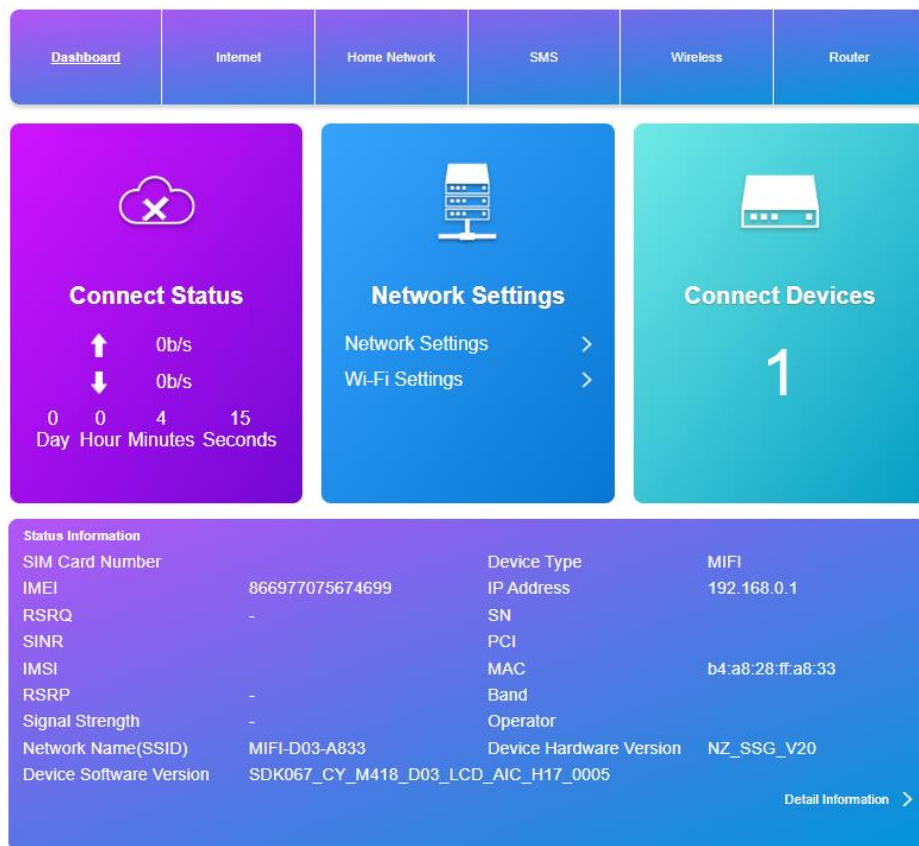 Dashboard Internet Home Network SMS Wireless Router
Connect Status
0b/s
0b/s
0 0 4 15
Day Hour Minutes Seconds
Network Settings
Network Settings
Wi-Fi Settings
Connect Devices
1
Status Information
SIM Card Number Device Type MIFI
IMEI 866977075674699 IP Address 192.168.0.1
RSRQ - SN
SINR PCI
IMSI MAC b4:a8:28:ff:a8:33
RSRP - Band
Signal Strength - Operator
Network Name(SSID) MIFI-D03-A833 Device Hardware Version NZ_SSG_V20
Device Software Version SDK067_CY_M418_D03_LCD_AIC_H17_0005
Detail Information